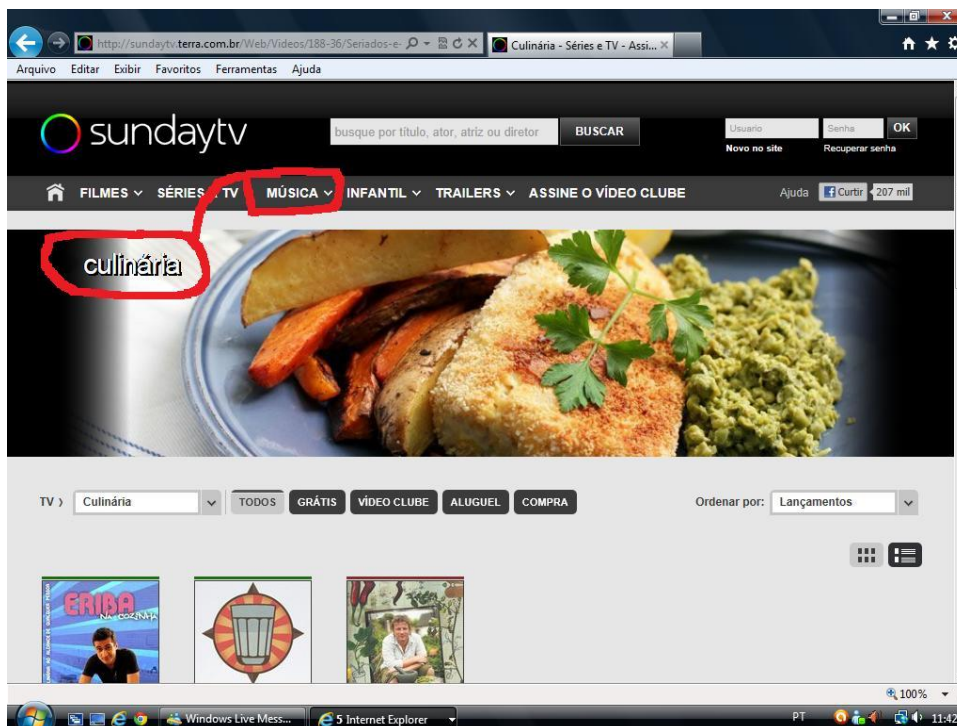 http://sundaytv.terra.com.br/Web/Videos/188-36/Seriados-e-
Culinária - Séries e TV - Assi...
Arquivo Editar Exibir Favoritos Ferramentas Ajuda
sundaytv
busque por título, ator, atriz ou diretor
BUSCAR
Usuario
Senha
OK
Novo no site
Recuperar senha
FILMES SÉRIES TV MÚSICA INFANTIL TRAILERS ASSINE O VÍDEO CLUBE Ajuda Curtir 207 mil
culinária
TV Culinária TODOS GRÁTIS VÍDEO CLUBE ALUGUEL COMPRA Ordenar por: Lançamentos
ERIBA
NA COZINHA
100%
Windows Live Mess... 5 Internet Explorer PT 11:42